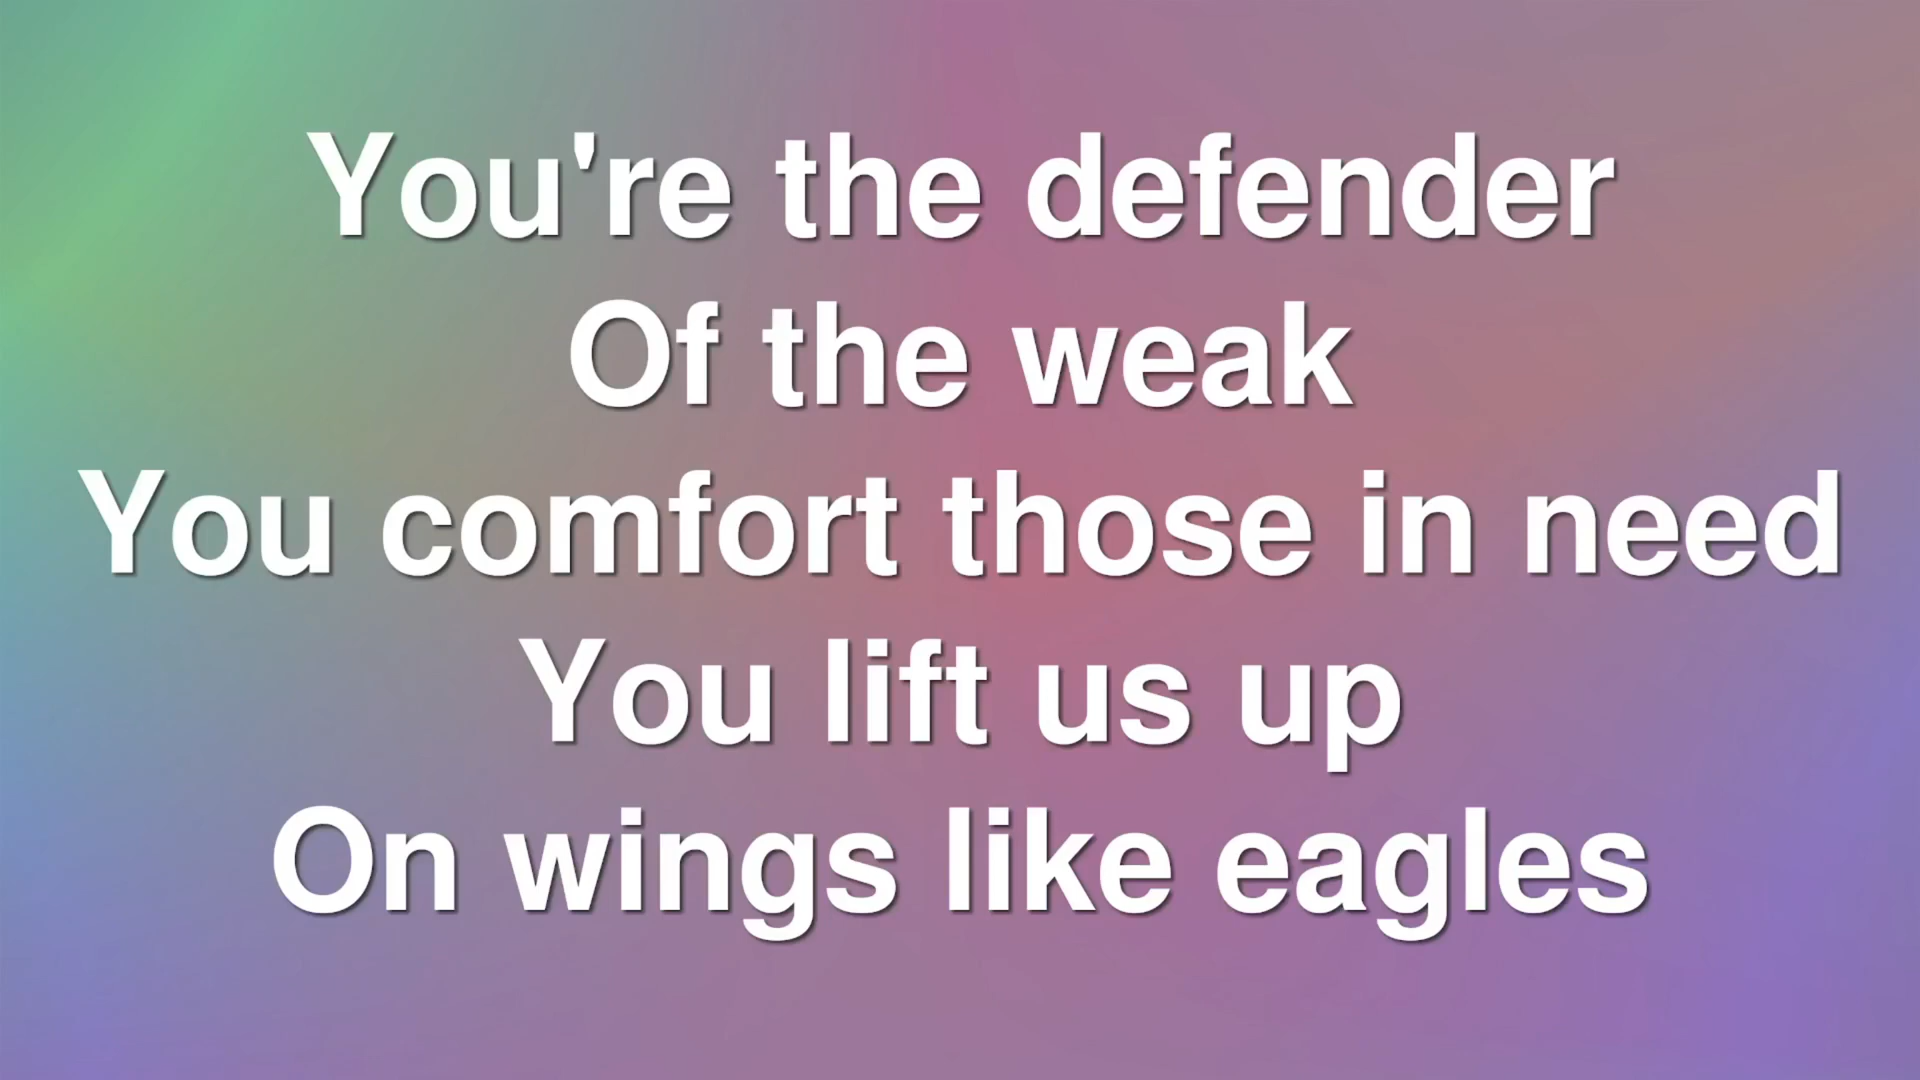 You're the defender
Of the weak
You comfort those in need
You lift us up
On wings like eagles